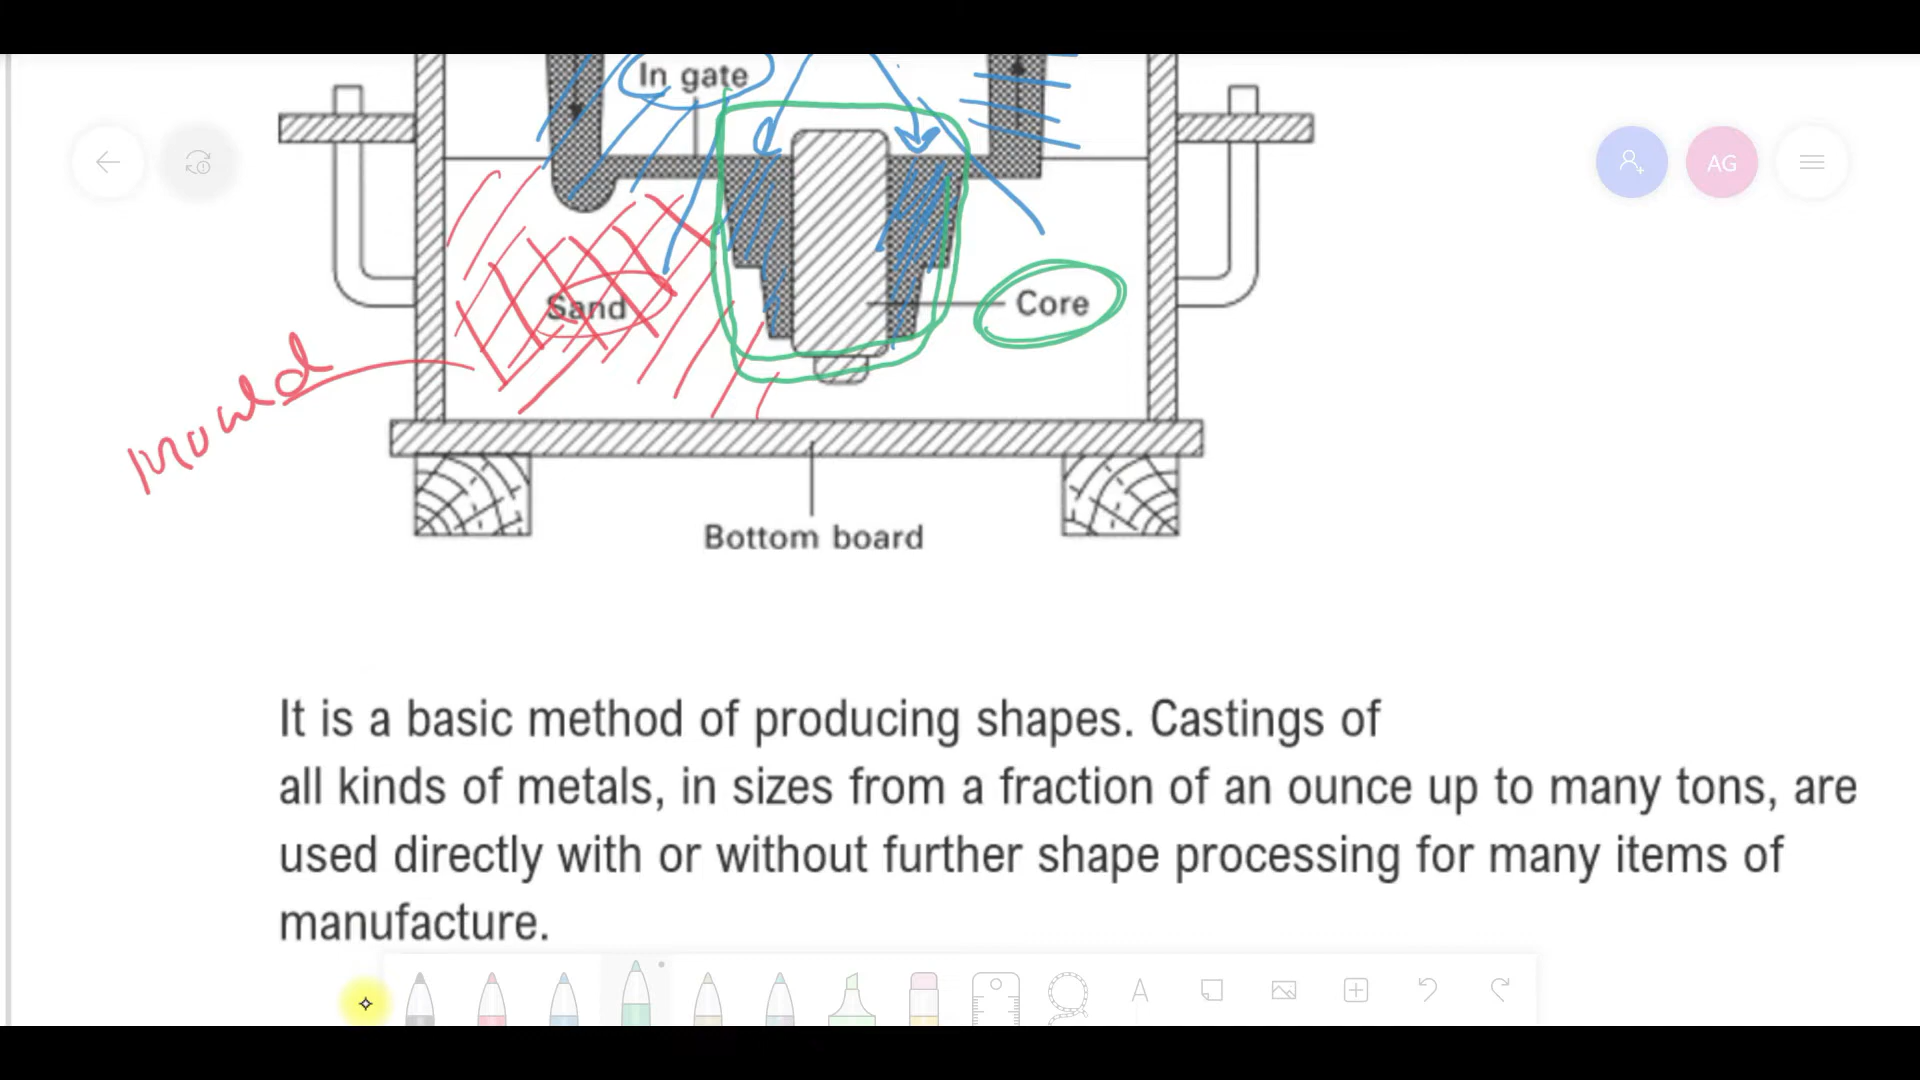 In gate
AG
Sand
Core
Mould
Bottom board
It is a basic method of producing shapes. Castings of
all kinds of metals, in sizes from a fraction of an ounce up to many tons, are
used directly with or without further shape processing for many items of
manufacture.
A